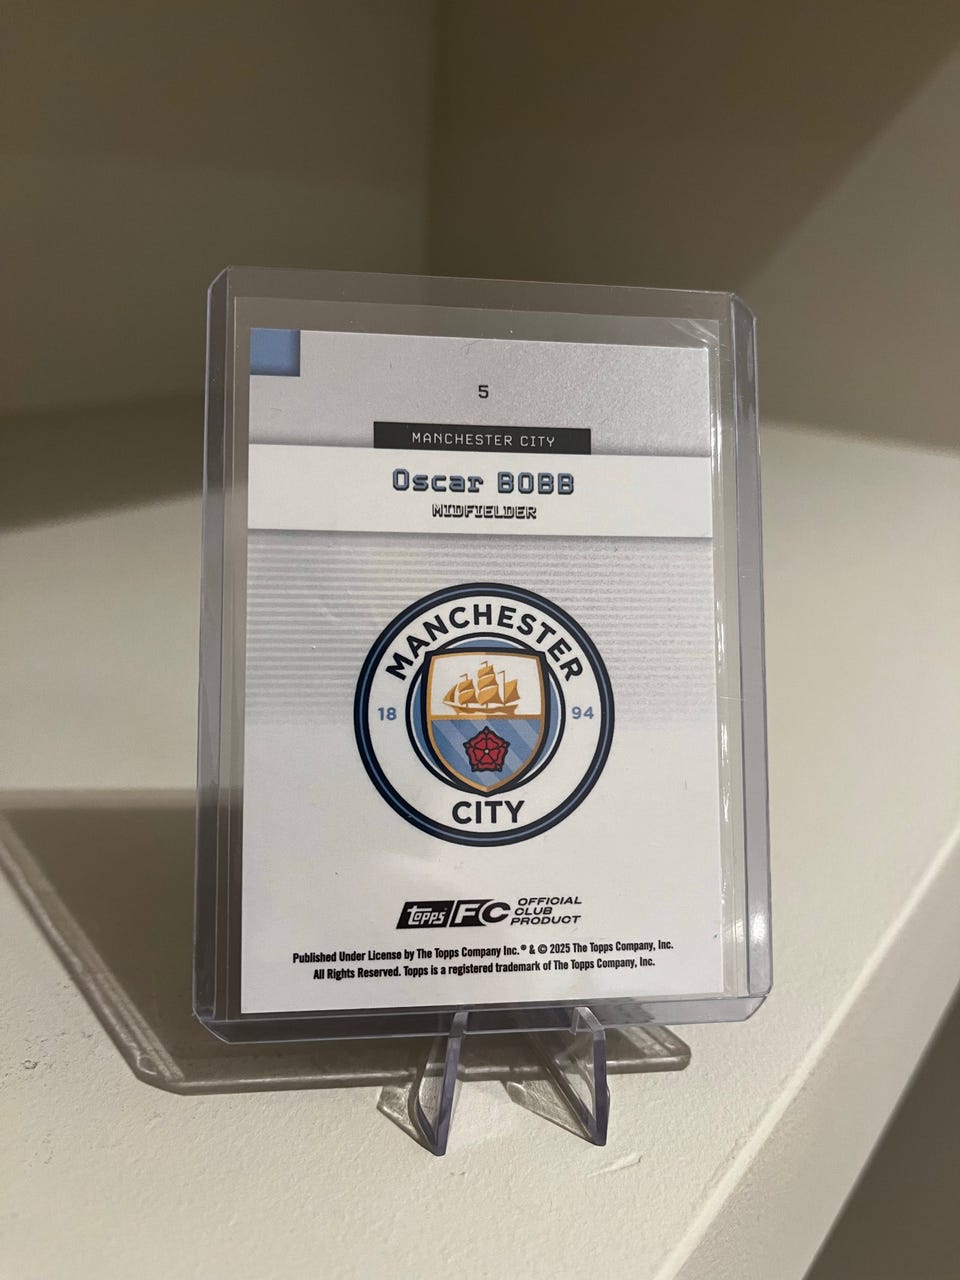 5
MANCHESTER CITY
Oscar BOBB
MIDFIELDER
MANCHESTER
18 94
CITY
topps FC OFFICIAL
CLUB
PRODUCT
Published Under License by The Topps Company Inc.® & © 2025 The Topps Company, Inc.
All Rights Reserved. Topps is a registered trademark of The Topps Company, Inc.